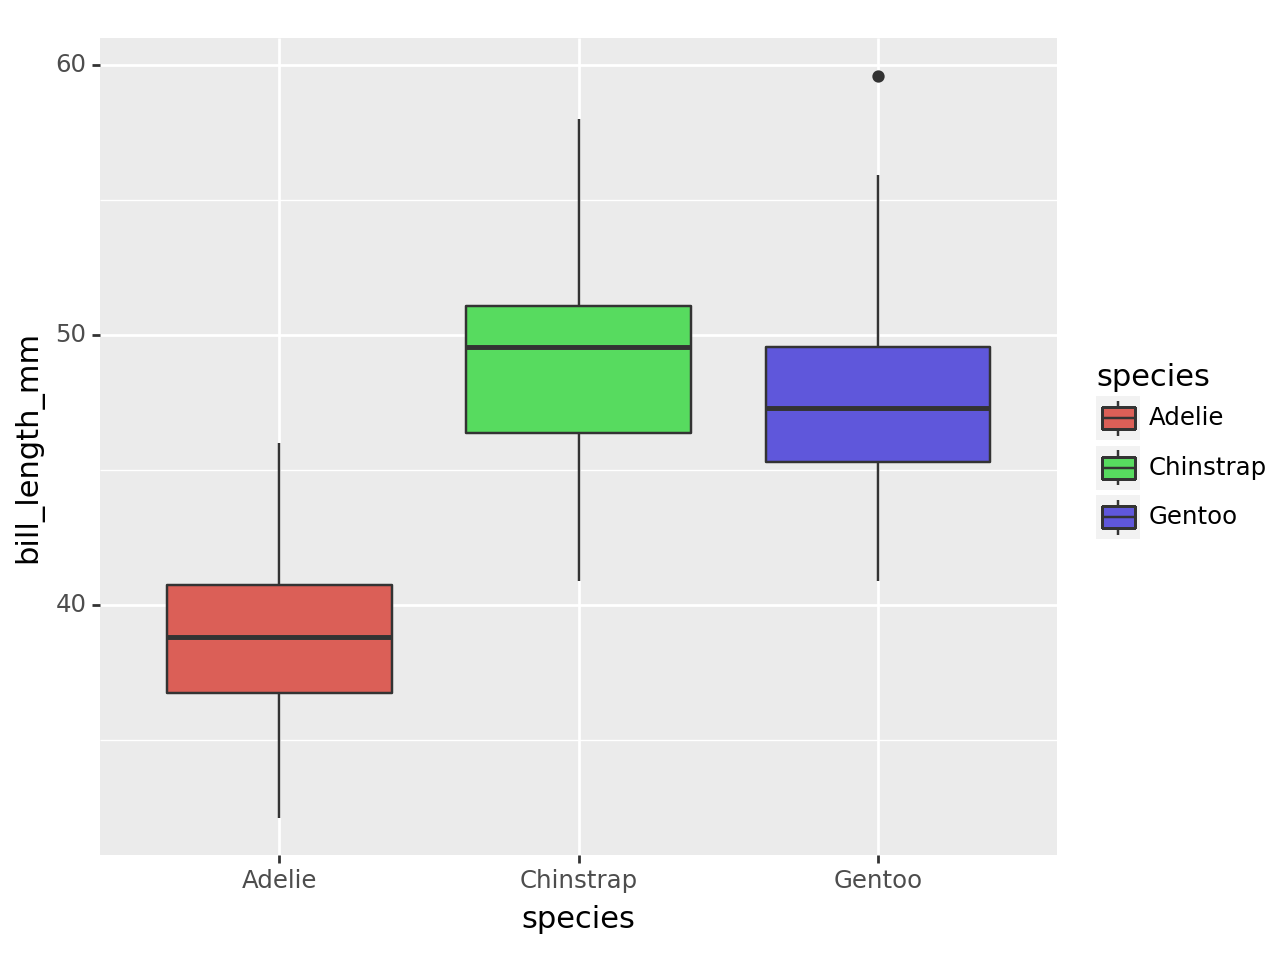 60
50
40
bill_length_mm
Adelie
Chinstrap
Gentoo
species
species
Adelie
Chinstrap
Gentoo